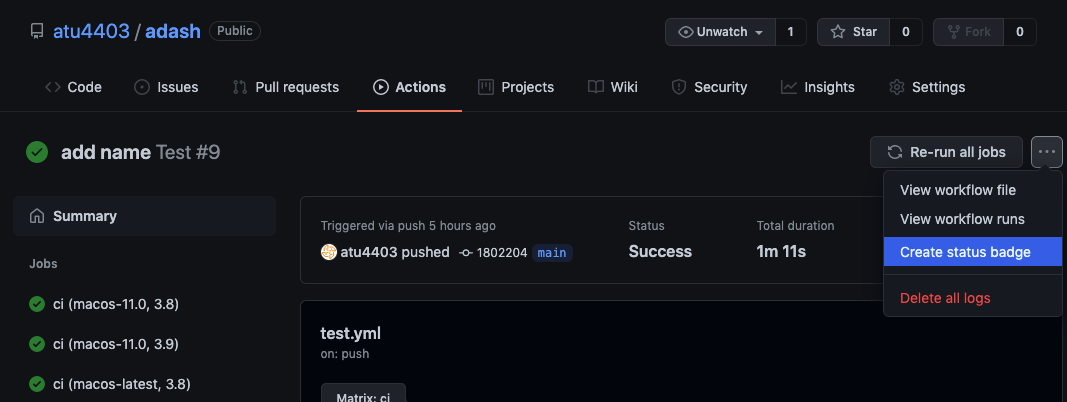 atu4403 / adash Public
Unwatch 1 Star 0 Fork 0
Code Issues Pull requests Actions Projects Wiki Security Insights Settings
add name Test #9
Re-run all jobs ...
View workflow file
View workflow runs
Create status badge
Delete all logs
Summary
Jobs
ci (macos-11.0, 3.8)
ci (macos-11.0, 3.9)
ci (macos-latest, 3.8)
Triggered via push 5 hours ago
atu4403 pushed 1802204 main
Status
Success
Total duration
1m 11s
test.yml
on: push
Matrix: ci